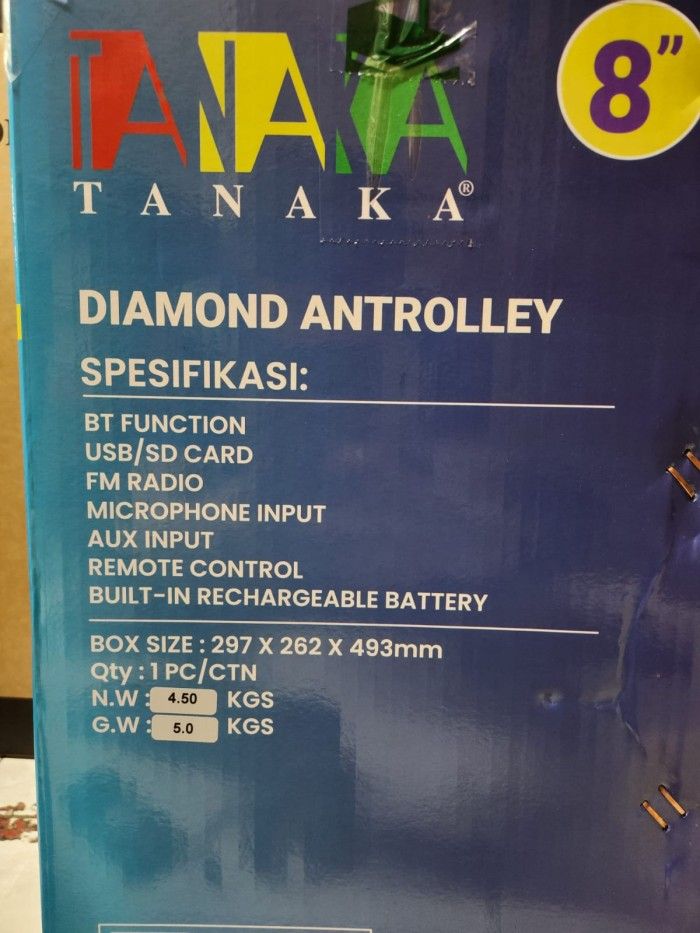 TANAKA
8"
TANAKA®
DIAMOND ANTROLLEY
SPESIFIKASI:
BT FUNCTION
USB/SD CARD
FM RADIO
MICROPHONE INPUT
AUX INPUT
REMOTE CONTROL
BUILT-IN RECHARGEABLE BATTERY
BOX SIZE : 297 X 262 X 493mm
Qty : 1 PC/CTN
N.W : 4.50 KGS
G.W : 5.0 KGS